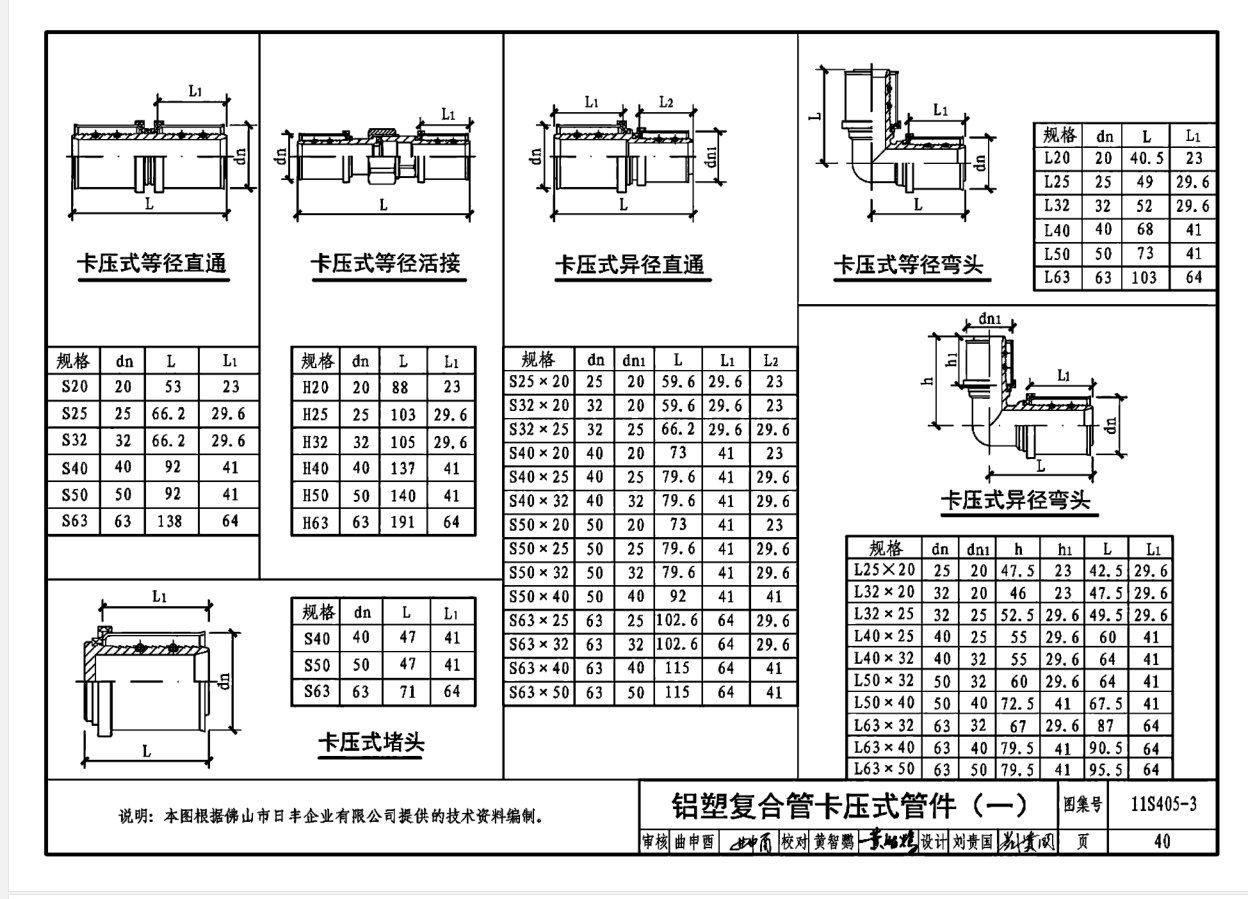 L1
dn
L
卡压式等径直通
规格 dn L L1
S20 20 53 23
S25 25 66.2 29.6
S32 32 66.2 29.6
S40 40 92 41
S50 50 92 41
S63 63 138 64
L1
dn
L
卡压式等径活接
规格 dn L L1
H20 20 88 23
H25 25 103 29.6
H32 32 105 29.6
H40 40 137 41
H50 50 140 41
H63 63 191 64
L1 L2
dn dn1
L
卡压式异径直通
规格 dn dn1 L L1 L2
S25×20 25 20 59.6 29.6 23
S32×20 32 20 59.6 29.6 23
S32×25 32 25 66.2 29.6 29.6
S40×20 40 20 73 41 23
S40×25 40 25 79.6 41 29.6
S40×32 40 32 79.6 41 29.6
S50×20 50 20 73 41 23
S50×25 50 25 79.6 41 29.6
S50×32 50 32 79.6 41 29.6
S50×40 50 40 92 41 41
S63×25 63 25 102.6 64 29.6
S63×32 63 32 102.6 64 29.6
S63×40 63 40 115 64 41
S63×50 63 50 115 64 41
L
L1
dn
L
卡压式等径弯头
规格 dn L L1
L20 20 40.5 23
L25 25 49 29.6
L32 32 52 29.6
L40 40 68 41
L50 50 73 41
L63 63 103 64
dn1
h h1
L1
dn
L
卡压式异径弯头
规格 dn dn1 h h1 L L1
L25×20 25 20 47.5 23 42.5 29.6
L32×20 32 20 46 23 47.5 29.6
L32×25 32 25 52.5 29.6 49.5 29.6
L40×25 40 25 55 29.6 60 41
L40×32 40 32 55 29.6 64 41
L50×32 50 32 60 29.6 64 41
L50×40 50 40 72.5 41 67.5 41
L63×32 63 32 67 29.6 87 64
L63×40 63 40 79.5 41 90.5 64
L63×50 63 50 79.5 41 95.5 64
L1
dn
L
规格 dn L L1
S40 40 47 41
S50 50 47 41
S63 63 71 64
卡压式堵头
说明：本图根据佛山市日丰企业有限公司提供的技术资料编制。
铝塑复合管卡压式管件（一） 图集号 11S405-3
审核 曲申酉 曲申酉 校对 黄智鹦 设计 刘贵国 页 40